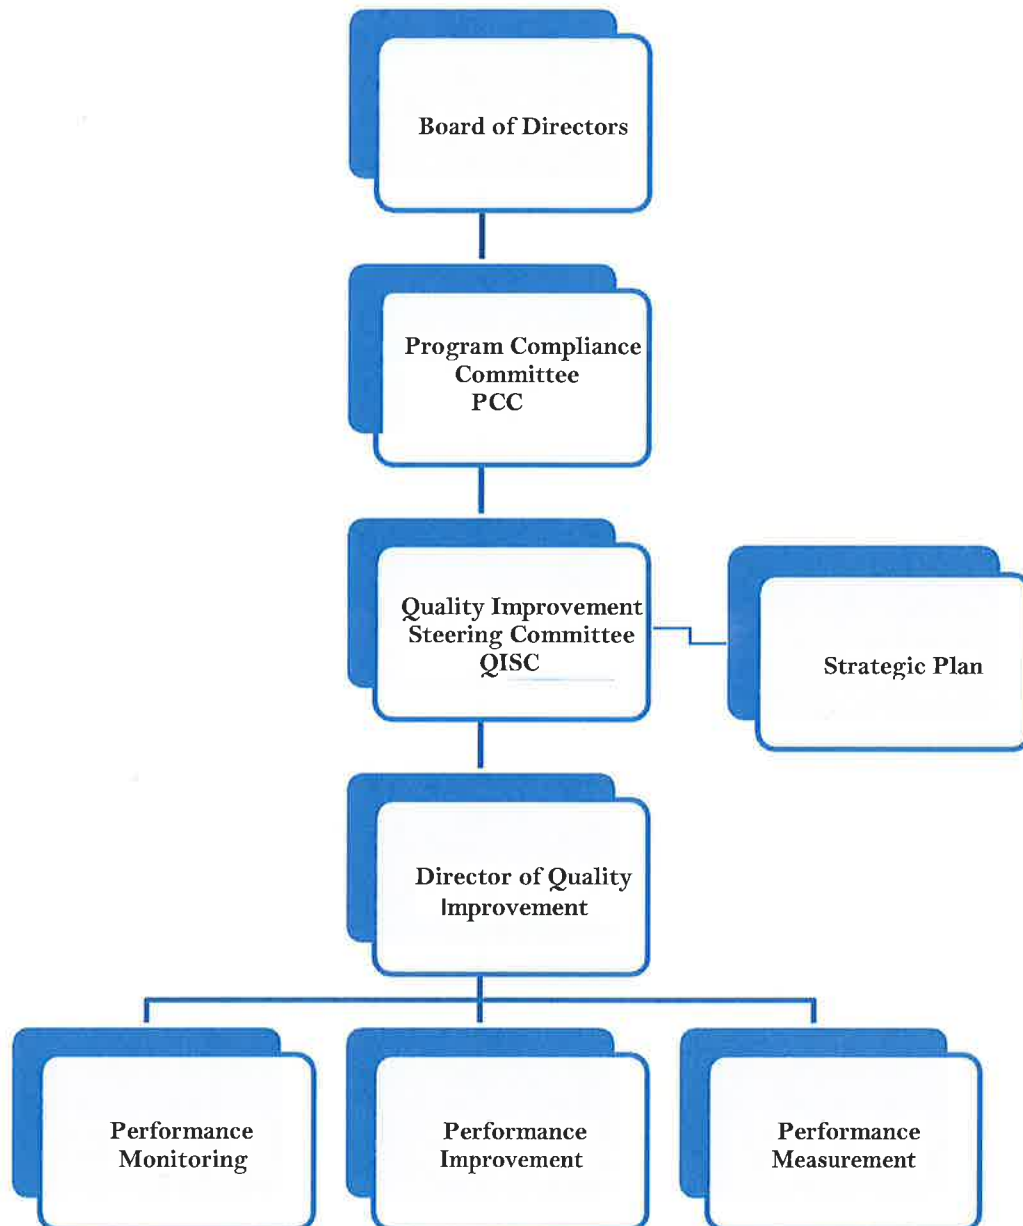 Board of Directors
Program Compliance
Committee
PCC
Quality Improvement
Steering Committee
QISC
Strategic Plan
Director of Quality
Improvement
Performance
Monitoring
Performance
Improvement
Performance
Measurement